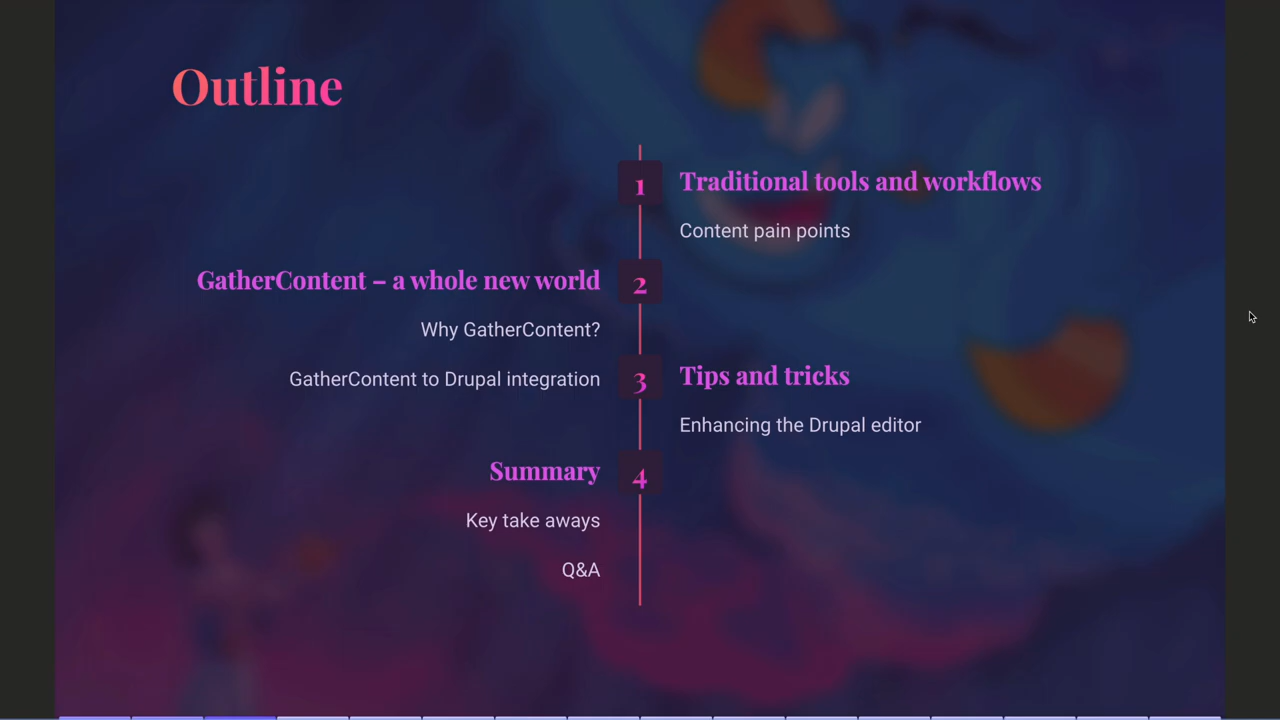 Outline
1
Traditional tools and workflows
Content pain points
GatherContent – a whole new world
2
Why GatherContent?
GatherContent to Drupal integration
3
Tips and tricks
Enhancing the Drupal editor
Summary
4
Key take aways
Q&A